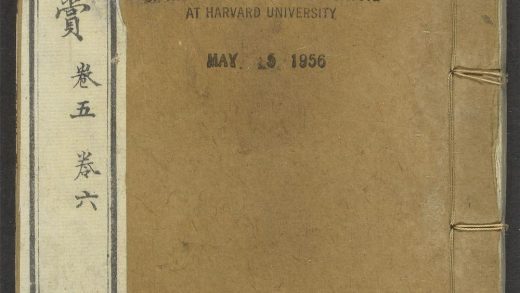 AT HARVARD UNIVERSITY
MAY 15 1956
賞
卷五
卷六